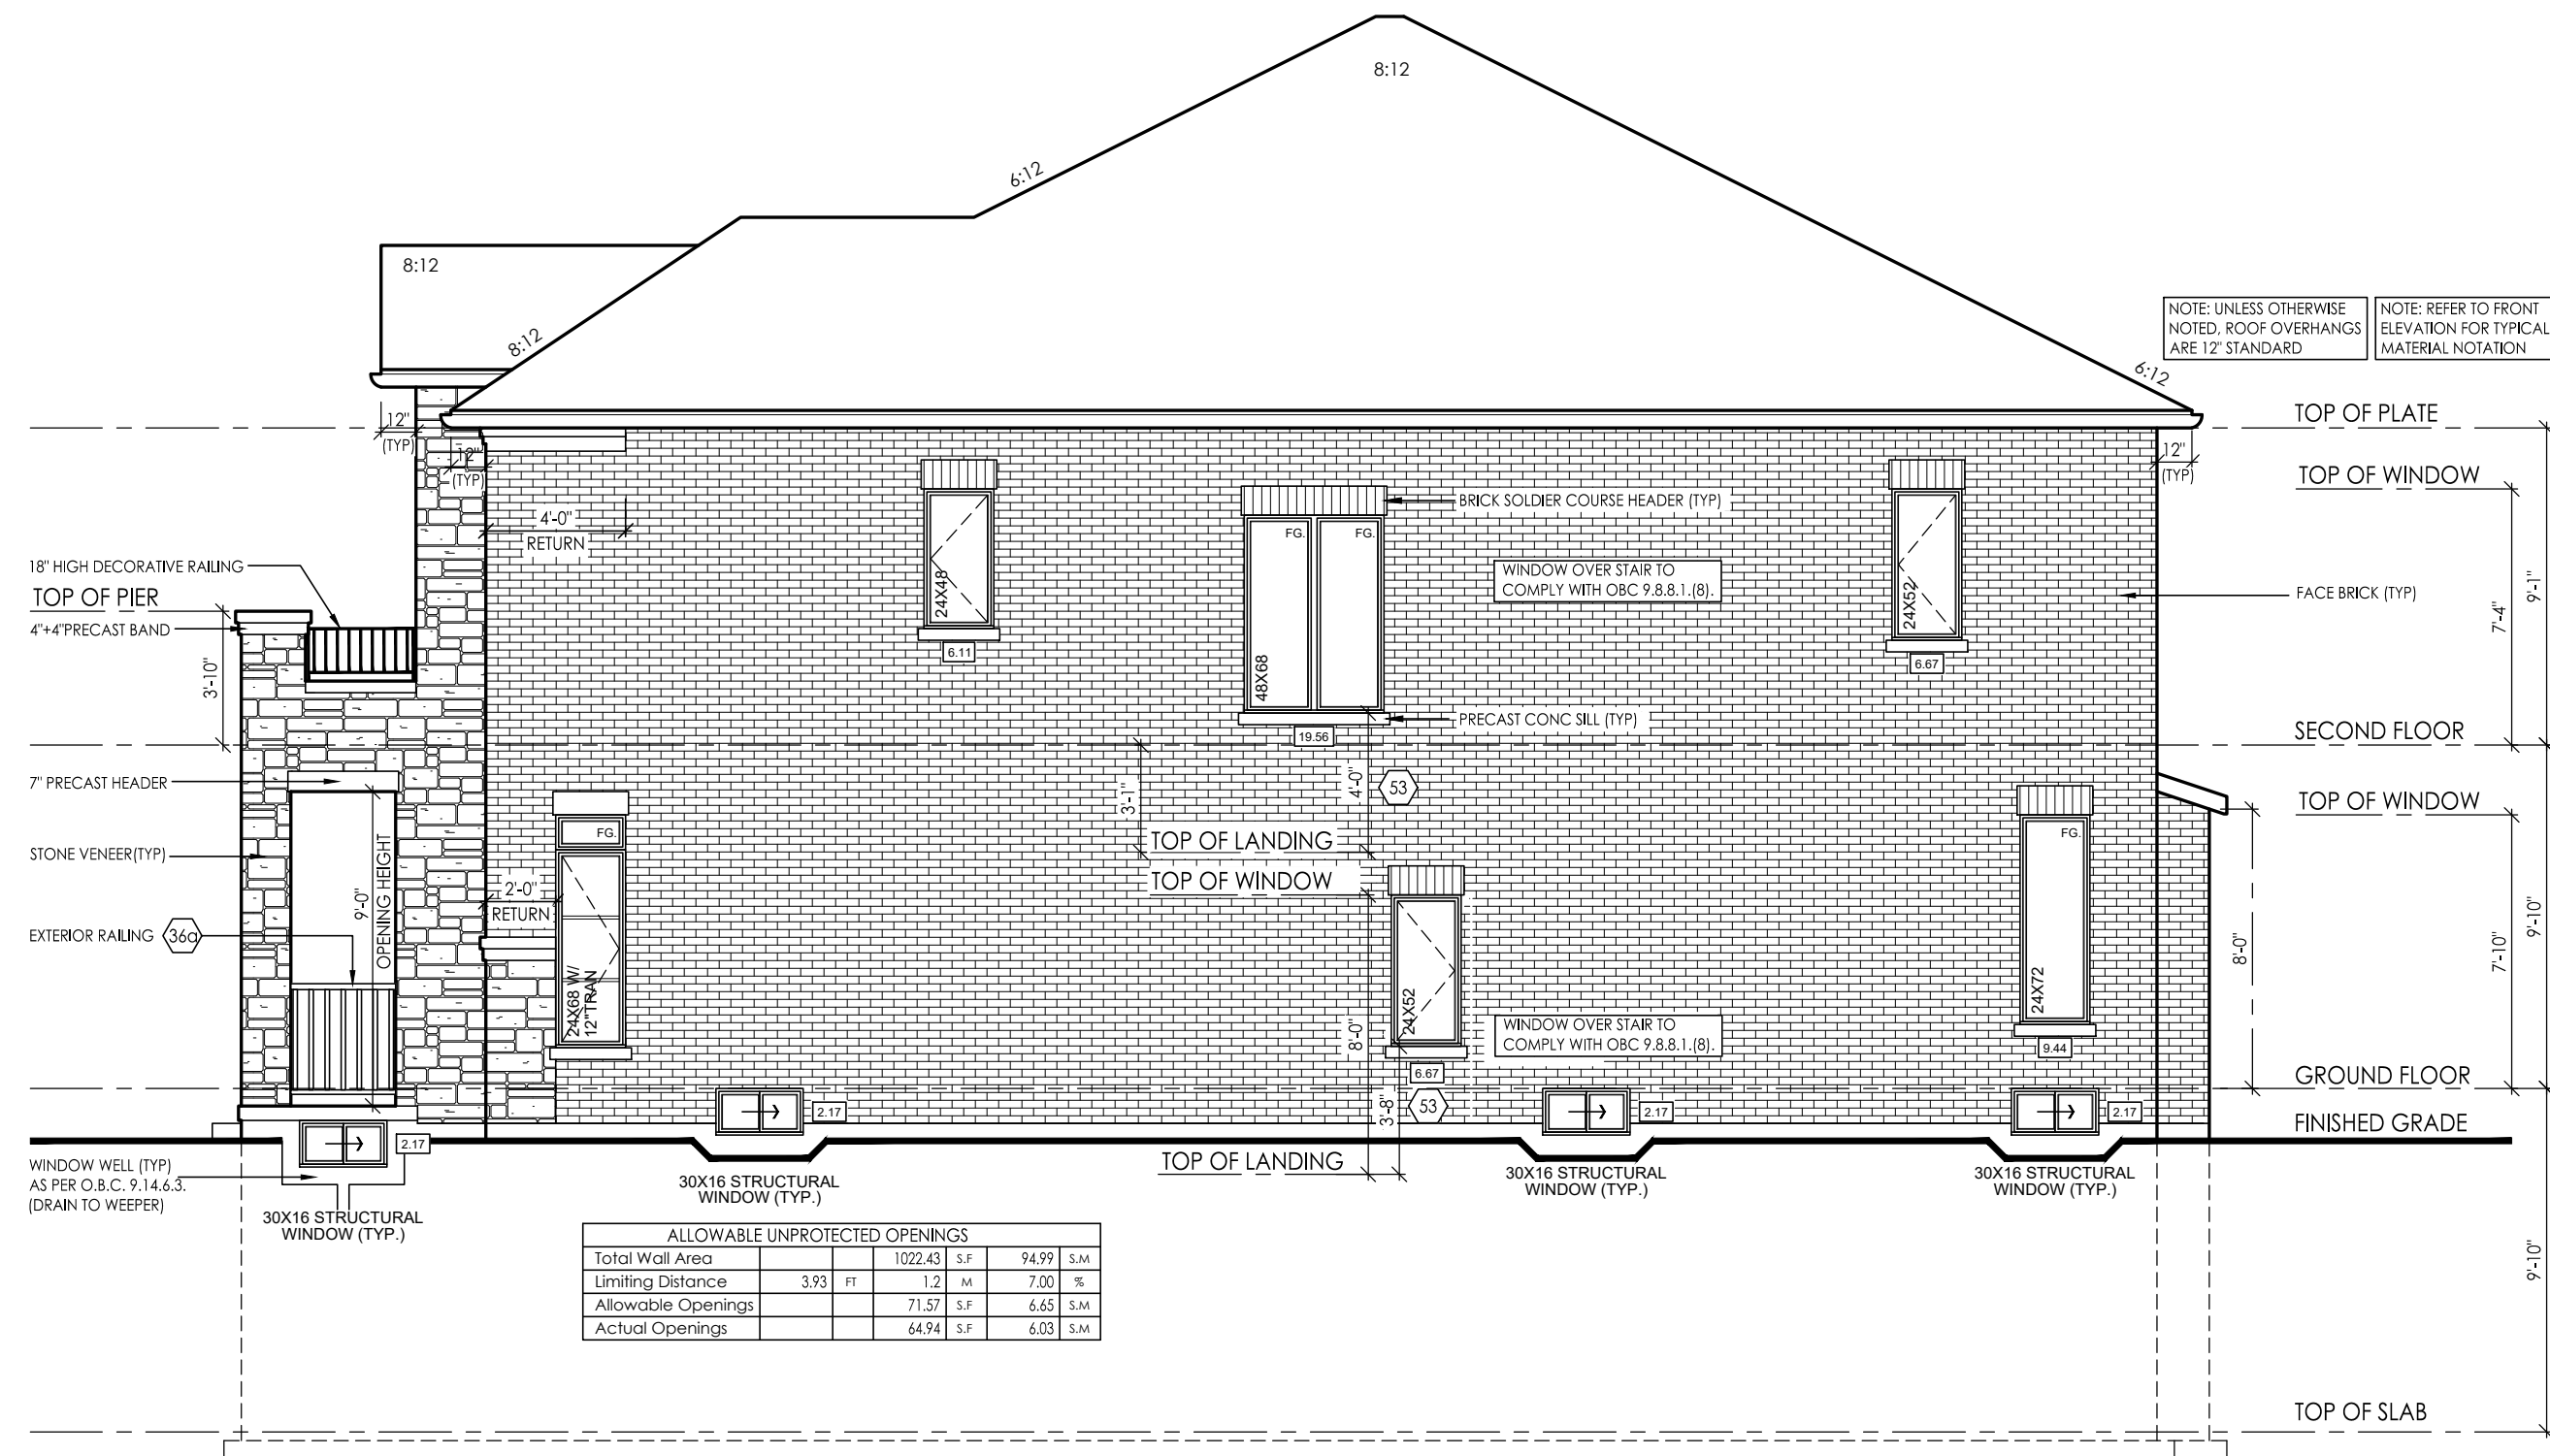 8:12
6:12
8:12
8:12
6:12
NOTE: UNLESS OTHERWISE
NOTED, ROOF OVERHANGS
ARE 12" STANDARD
NOTE: REFER TO FRONT
ELEVATION FOR TYPICAL
MATERIAL NOTATION
TOP OF PLATE
12"
(TYP)
12"
(TYP)
12"
(TYP)
TOP OF WINDOW
BRICK SOLDIER COURSE HEADER (TYP)
4'-0"
RETURN
FG.
FG.
18" HIGH DECORATIVE RAILING
TOP OF PIER
4"+4"PRECAST BAND
3'-10"
24X48
6.11
WINDOW OVER STAIR TO
COMPLY WITH OBC 9.8.8.1.(8).
24X52
6.67
FACE BRICK (TYP)
7'-4"
9'-1"
48X68
PRECAST CONC SILL (TYP)
19.56
SECOND FLOOR
7" PRECAST HEADER
3'-1"
4'-0"
53
TOP OF WINDOW
FG.
TOP OF LANDING
FG.
STONE VENEER(TYP)
TOP OF WINDOW
2'-0"
RETURN
9'-0"
OPENING HEIGHT
EXTERIOR RAILING
36a
24X68 W/
12"TRAN
8'-0"
24X52
WINDOW OVER STAIR TO
COMPLY WITH OBC 9.8.8.1.(8).
24X72
9.44
8'-0"
7'-10"
9'-10"
6.67
53
3'-8"
GROUND FLOOR
2.17
2.17
2.17
FINISHED GRADE
2.17
WINDOW WELL (TYP)
AS PER O.B.C. 9.14.6.3.
(DRAIN TO WEEPER)
TOP OF LANDING
30X16 STRUCTURAL
WINDOW (TYP.)
30X16 STRUCTURAL
WINDOW (TYP.)
30X16 STRUCTURAL
WINDOW (TYP.)
30X16 STRUCTURAL
WINDOW (TYP.)
ALLOWABLE UNPROTECTED OPENINGS
Total Wall Area 1022.43 S.F 94.99 S.M
Limiting Distance 3.93 FT 1.2 M 7.00 %
Allowable Openings 71.57 S.F 6.65 S.M
Actual Openings 64.94 S.F 6.03 S.M
9'-10"
TOP OF SLAB